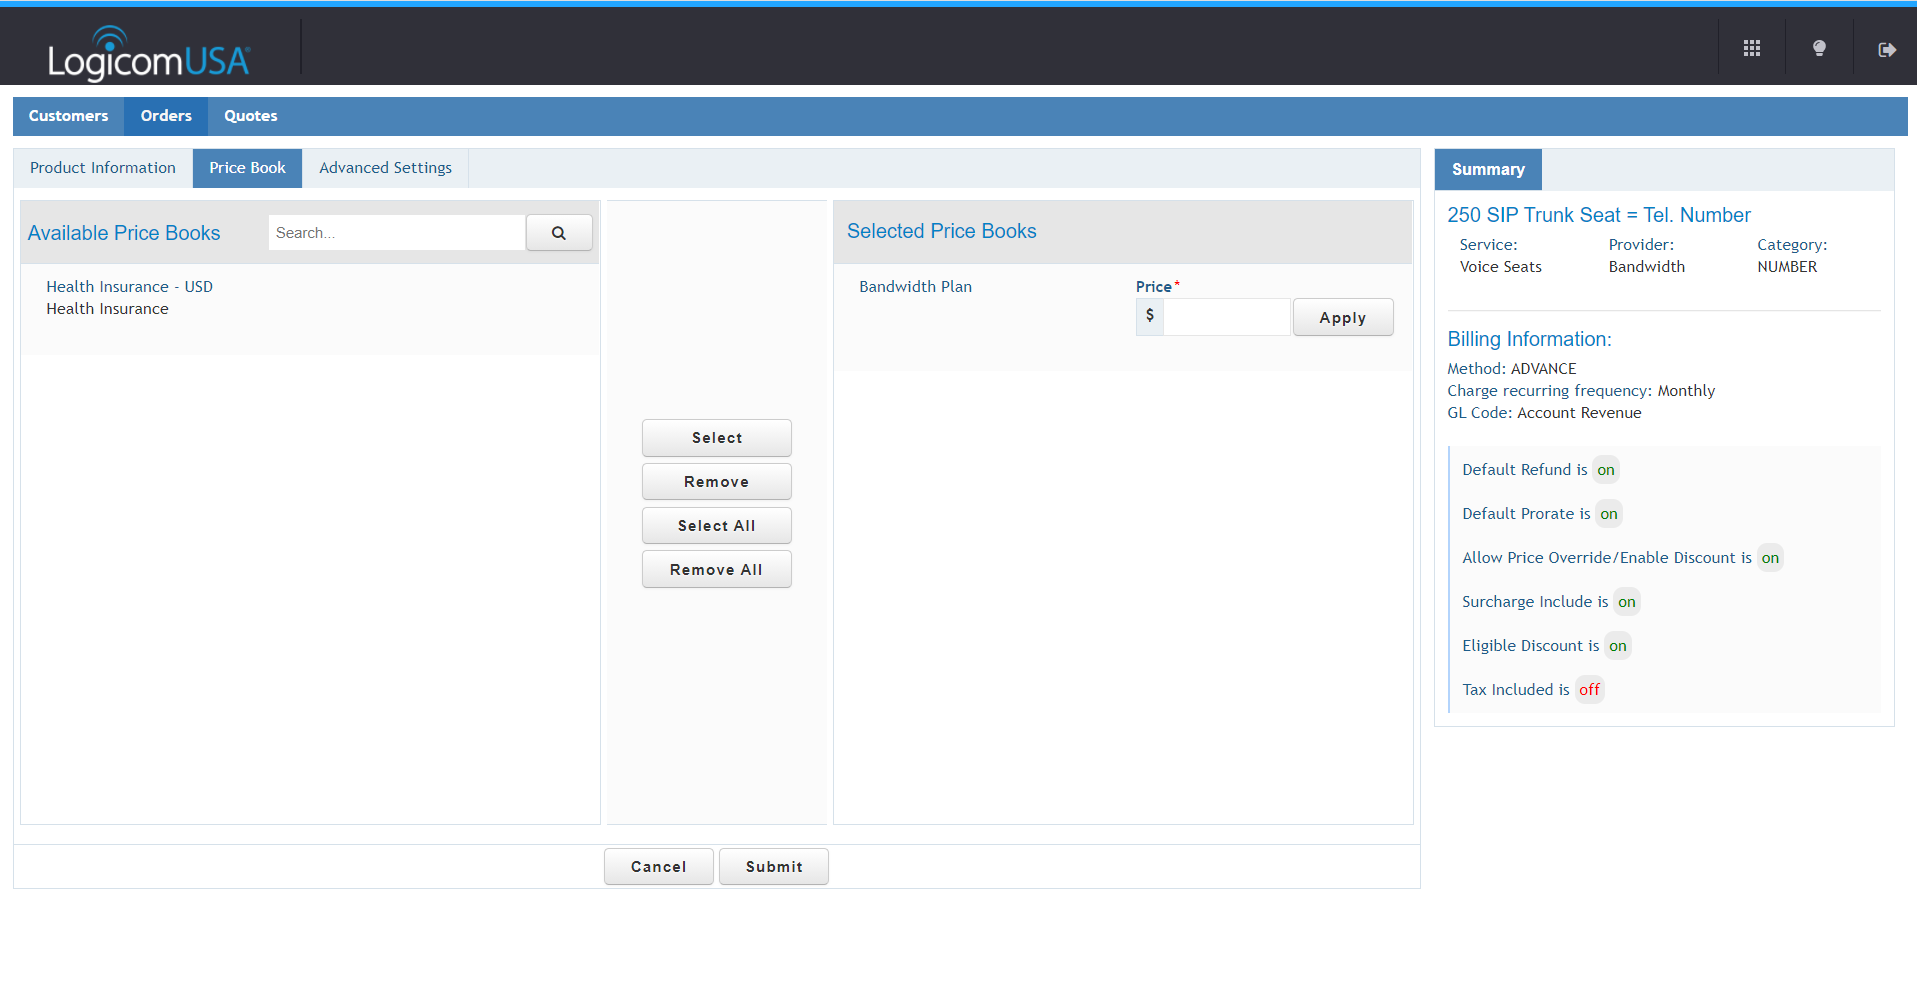 LogicomUSA
Customers Orders Quotes
Product Information Price Book Advanced Settings
Available Price Books
Search...
Health Insurance - USD
Health Insurance
Select
Remove
Select All
Remove All
Selected Price Books
Bandwidth Plan
Price*
$
Apply
Cancel Submit
Summary
250 SIP Trunk Seat = Tel. Number
Service: Provider: Category:
Voice Seats Bandwidth NUMBER
Billing Information:
Method: ADVANCE
Charge recurring frequency: Monthly
GL Code: Account Revenue
Default Refund is on
Default Prorate is on
Allow Price Override/Enable Discount is on
Surcharge Include is on
Eligible Discount is on
Tax Included is off